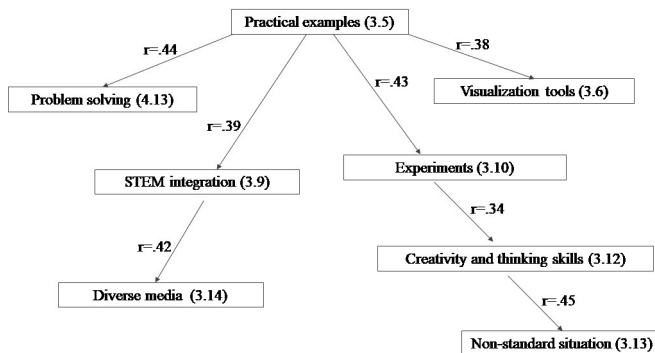 Practical examples (3.5)
r=.44
r=.38
r=.43
Problem solving (4.13)
Visualization tools (3.6)
r=.39
STEM integration (3.9)
Experiments (3.10)
r=.34
r=.42
Creativity and thinking skills (3.12)
Diverse media (3.14)
r=.45
Non-standard situation (3.13)